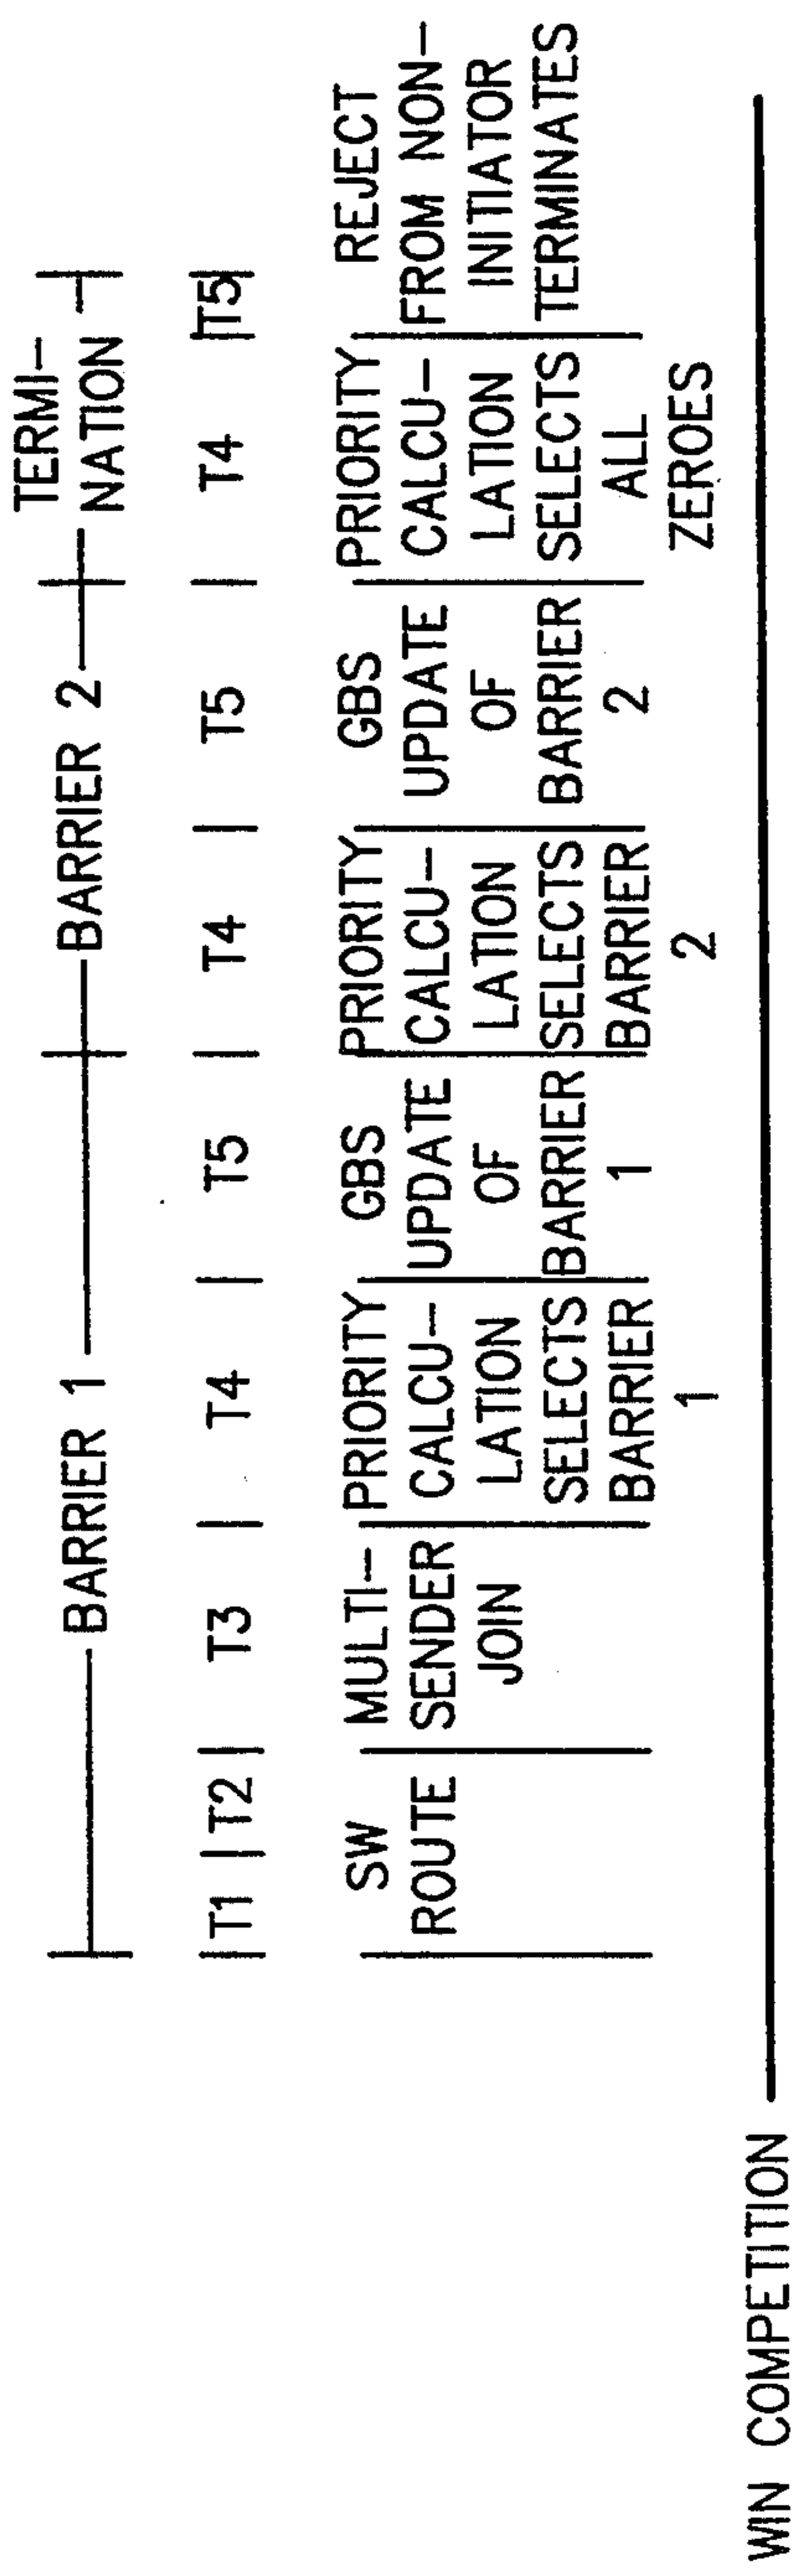 TERMI-
BARRIER 1 BARRIER 2 NATION
T1 T2 T3 T4 T5 T4 T5 T4 T5
SW
ROUTE
MULTI-
SENDER
JOIN
PRIORITY
CALCU-
LATION
SELECTS
BARRIER
1
GBS
UPDATE
OF
BARRIER
1
PRIORITY
CALCU-
LATION
SELECTS
BARRIER
2
GBS
UPDATE
OF
BARRIER
2
PRIORITY
CALCU-
LATION
SELECTS
ALL
ZEROES
REJECT
FROM NON-
INITIATOR
TERMINATES
WIN COMPETITION